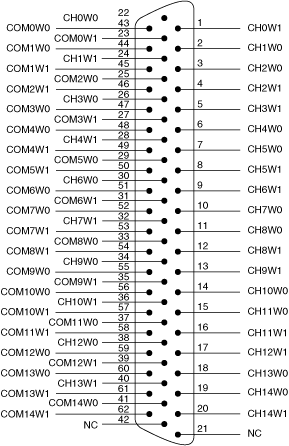 CH0W0 22
COM0W0 43
1 CH0W1
COM0W1 23
COM1W0 44
2 CH1W0
CH1W1 24
COM1W1 45
3 CH2W0
COM2W0 25
COM2W1 46
4 CH2W1
CH3W0 26
COM3W0 47
5 CH3W1
COM3W1 27
COM4W0 48
6 CH4W0
CH4W1 28
COM4W1 49
7 CH5W0
COM5W0 29
COM5W1 50
8 CH5W1
CH6W0 30
COM6W0 51
9 CH6W1
COM6W1 31
COM7W0 52
10 CH7W0
CH7W1 32
COM7W1 53
11 CH8W0
COM8W0 33
COM8W1 54
12 CH8W1
CH9W0 34
COM9W0 55
13 CH9W1
COM9W1 35
COM10W0 56
14 CH10W0
CH10W1 36
COM10W1 57
15 CH11W0
COM11W0 37
COM11W1 58
16 CH11W1
CH12W0 38
COM12W0 59
17 CH12W1
COM12W1 39
COM13W0 60
18 CH13W0
CH13W1 40
COM13W1 61
19 CH14W0
COM14W0 41
COM14W1 62
20 CH14W1
NC 42
21 NC